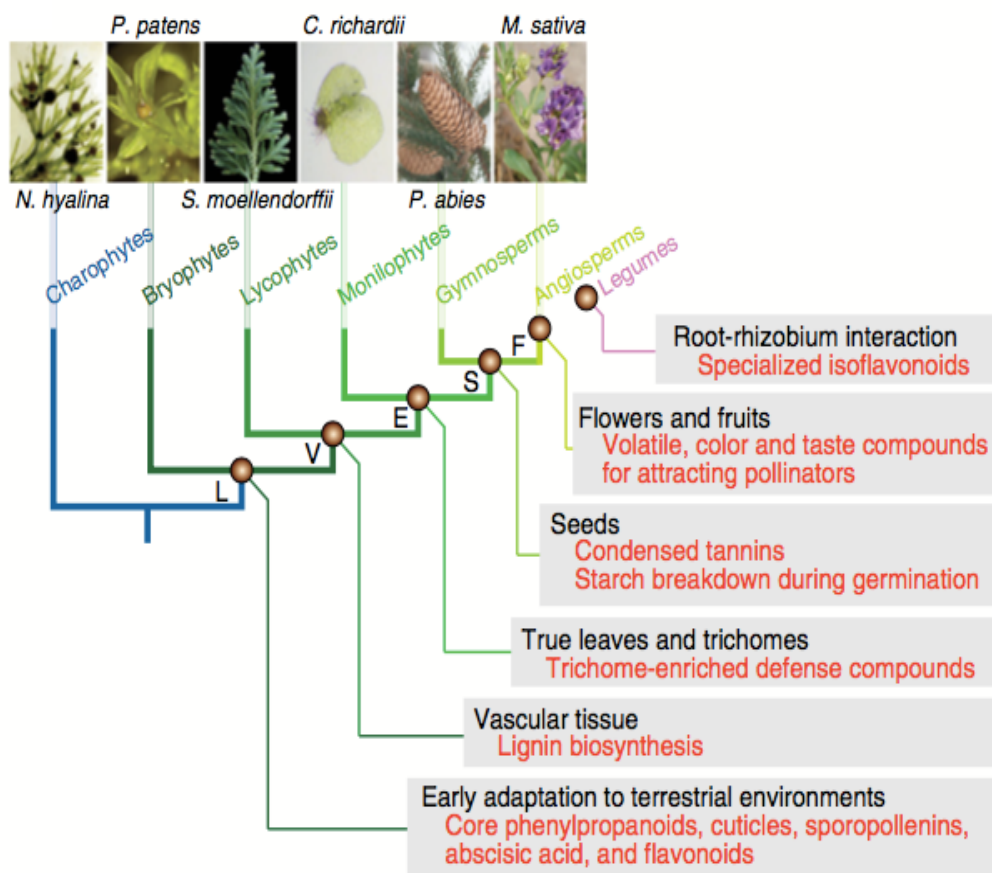 P. patens
C. richardii
M. sativa
N. hyalina
S. moellendorffii
P. abies
Charophytes
Bryophytes
Lycophytes
Monilophytes
Gymnosperms
Angiosperms
Legumes
F
S
E
V
L
Root-rhizobium interaction
Specialized isoflavonoids
Flowers and fruits
Volatile, color and taste compounds
for attracting pollinators
Seeds
Condensed tannins
Starch breakdown during germination
True leaves and trichomes
Trichome-enriched defense compounds
Vascular tissue
Lignin biosynthesis
Early adaptation to terrestrial environments
Core phenylpropanoids, cuticles, sporopollenins,
abscisic acid, and flavonoids